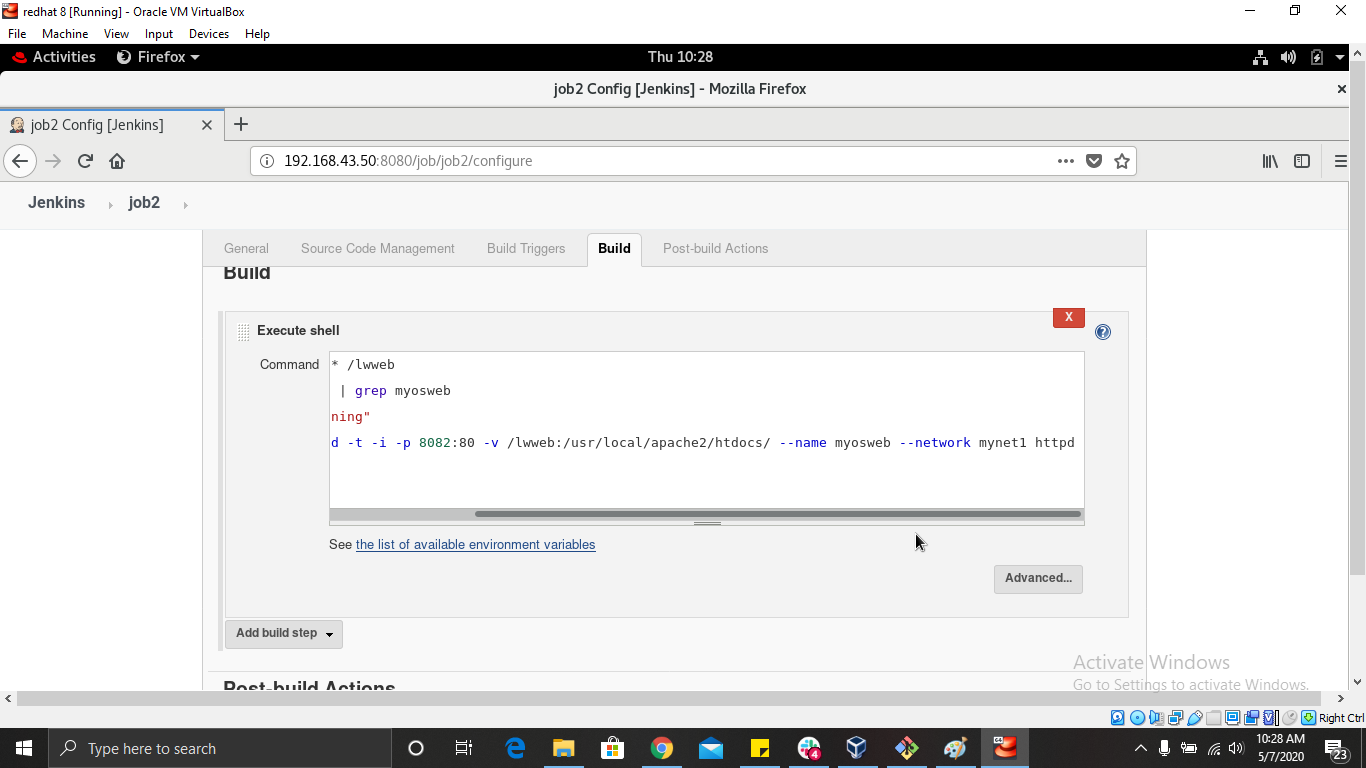 redhat 8 [Running] - Oracle VM VirtualBox
File Machine View Input Devices Help
Activities Firefox Thu 10:28
job2 Config [Jenkins] - Mozilla Firefox
job2 Config [Jenkins]
192.168.43.50:8080/job/job2/configure
Jenkins job2
General Source Code Management Build Triggers Build Post-build Actions
Build
X
Execute shell
Command
* /lwweb
| grep myosweb
ning"
d -t -i -p 8082:80 -v /lwweb:/usr/local/apache2/htdocs/ --name myosweb --network mynet1 httpd
See the list of available environment variables
Advanced...
Add build step
Post-build Actions
Activate Windows
Go to Settings to activate Windows.
Right Ctrl
Type here to search
4
10:28 AM
5/7/2020
23